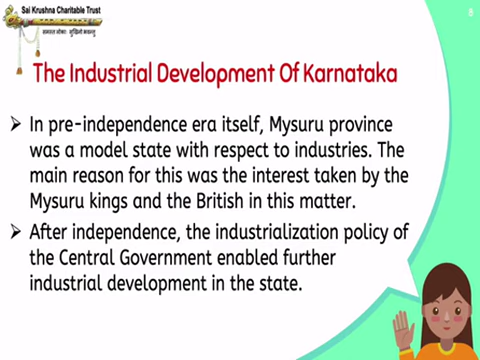 Sai Krushna Charitable Trust
समस्त लोकाः सुखिनो भवन्तु
8
The Industrial Development Of Karnataka
➤ In pre-independence era itself, Mysuru province
was a model state with respect to industries. The
main reason for this was the interest taken by the
Mysuru kings and the British in this matter.
➤ After independence, the industrialization policy of
the Central Government enabled further
industrial development in the state.